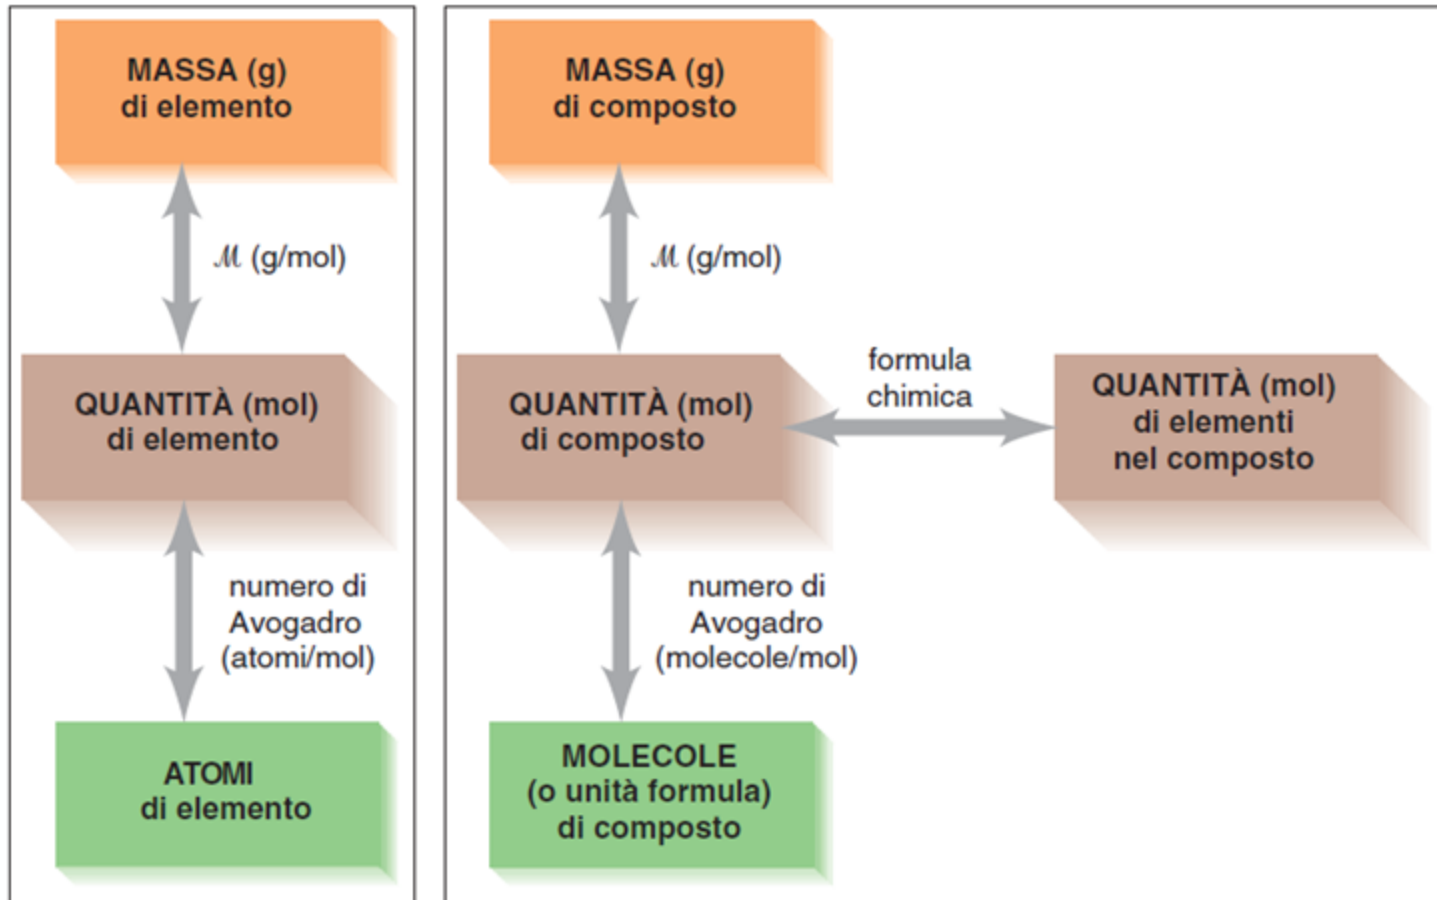 MASSA (g)
di elemento
ℳ (g/mol)
QUANTITÀ (mol)
di elemento
numero di
Avogadro
(atomi/mol)
ATOMI
di elemento
MASSA (g)
di composto
ℳ (g/mol)
QUANTITÀ (mol)
di composto
formula
chimica
QUANTITÀ (mol)
di elementi
nel composto
numero di
Avogadro
(molecole/mol)
MOLECOLE
(o unità formula)
di composto